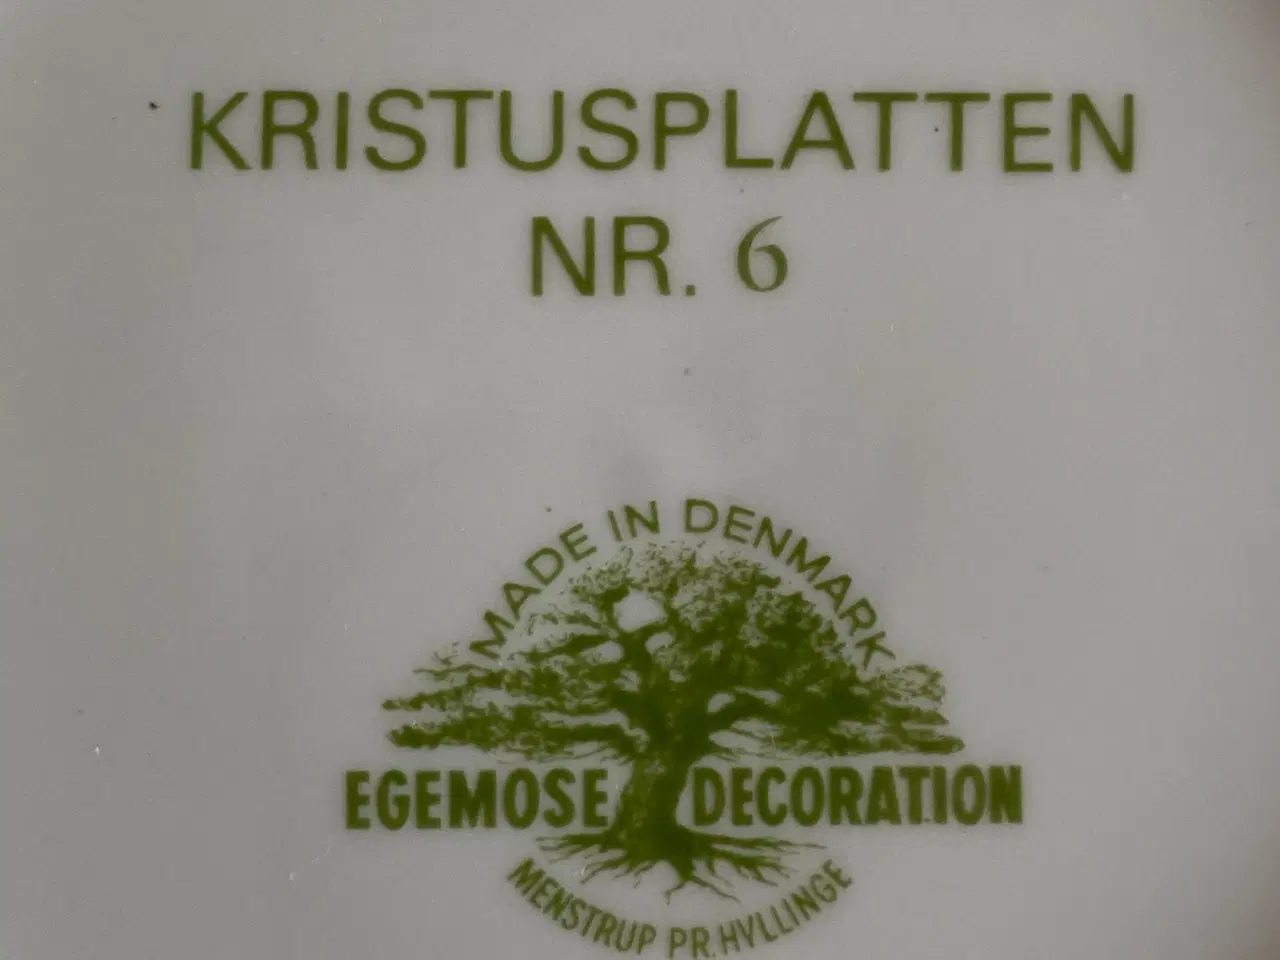 KRISTUSPLATTEN
NR. 6
MADE IN DENMARK
EGEMOSE DECORATION
MENSTRUP PR. HYLLINGE